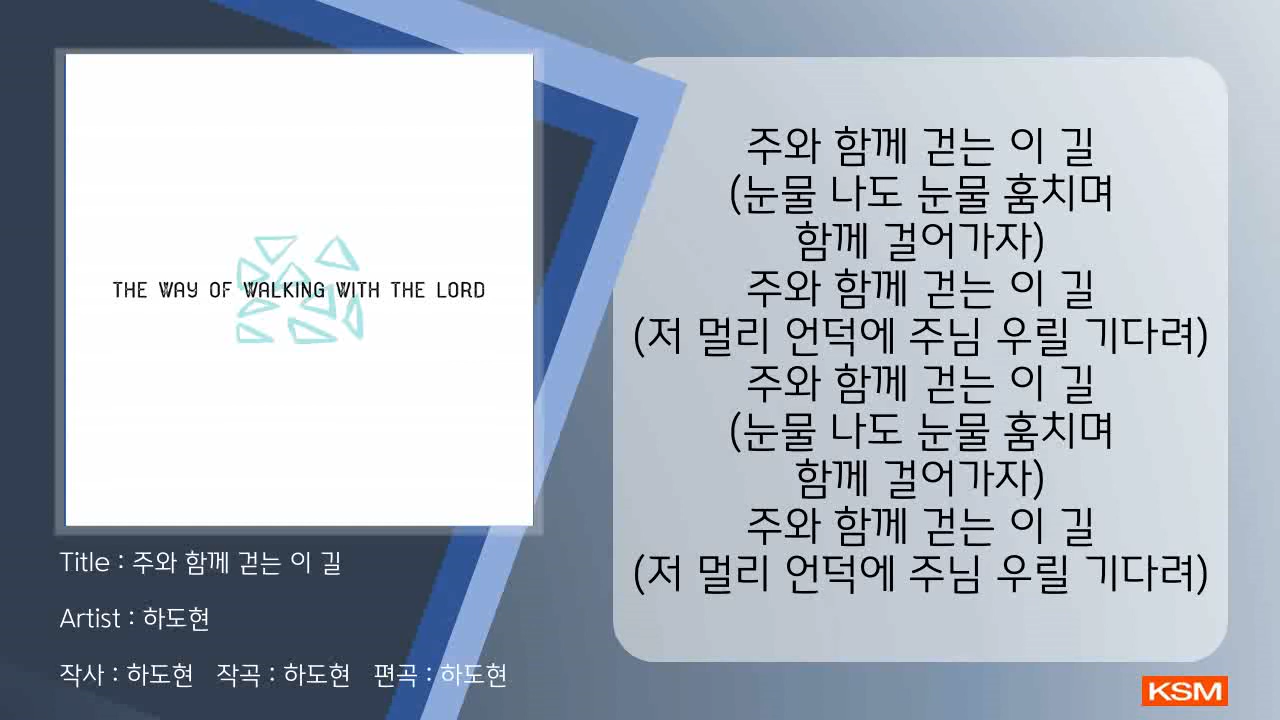 THE WAY OF WALKING WITH THE LORD
Title : 주와 함께 걷는 이 길
Artist : 하도현
작사 : 하도현 작곡 : 하도현 편곡 : 하도현
주와 함께 걷는 이 길
(눈물 나도 눈물 훔치며
함께 걸어가자)
주와 함께 걷는 이 길
(저 멀리 언덕에 주님 우릴 기다려)
주와 함께 걷는 이 길
(눈물 나도 눈물 훔치며
함께 걸어가자)
주와 함께 걷는 이 길
(저 멀리 언덕에 주님 우릴 기다려)
KSM